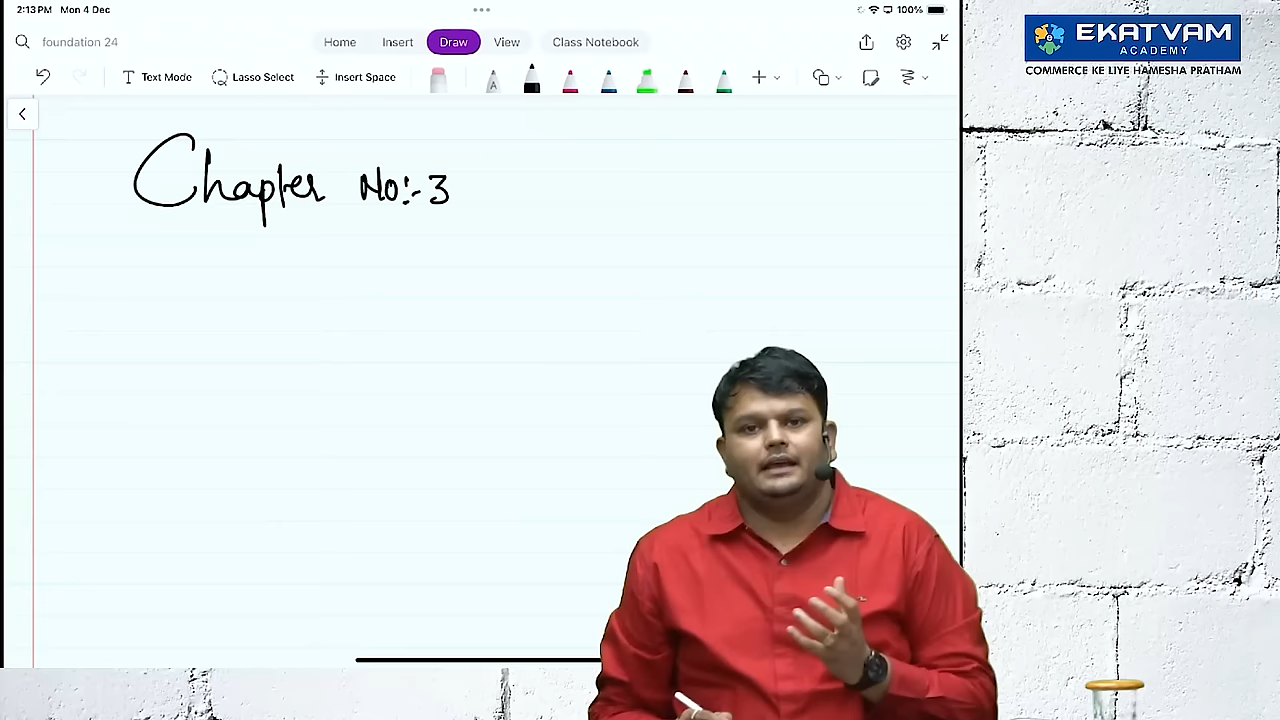 2:13 PM Mon 4 Dec
100%
foundation 24
Home Insert Draw View Class Notebook
Text Mode Lasso Select Insert Space
A
EKATVAM
ACADEMY
COMMERCE KE LIYE HAMESHA PRATHAM
Chapter No:- 3